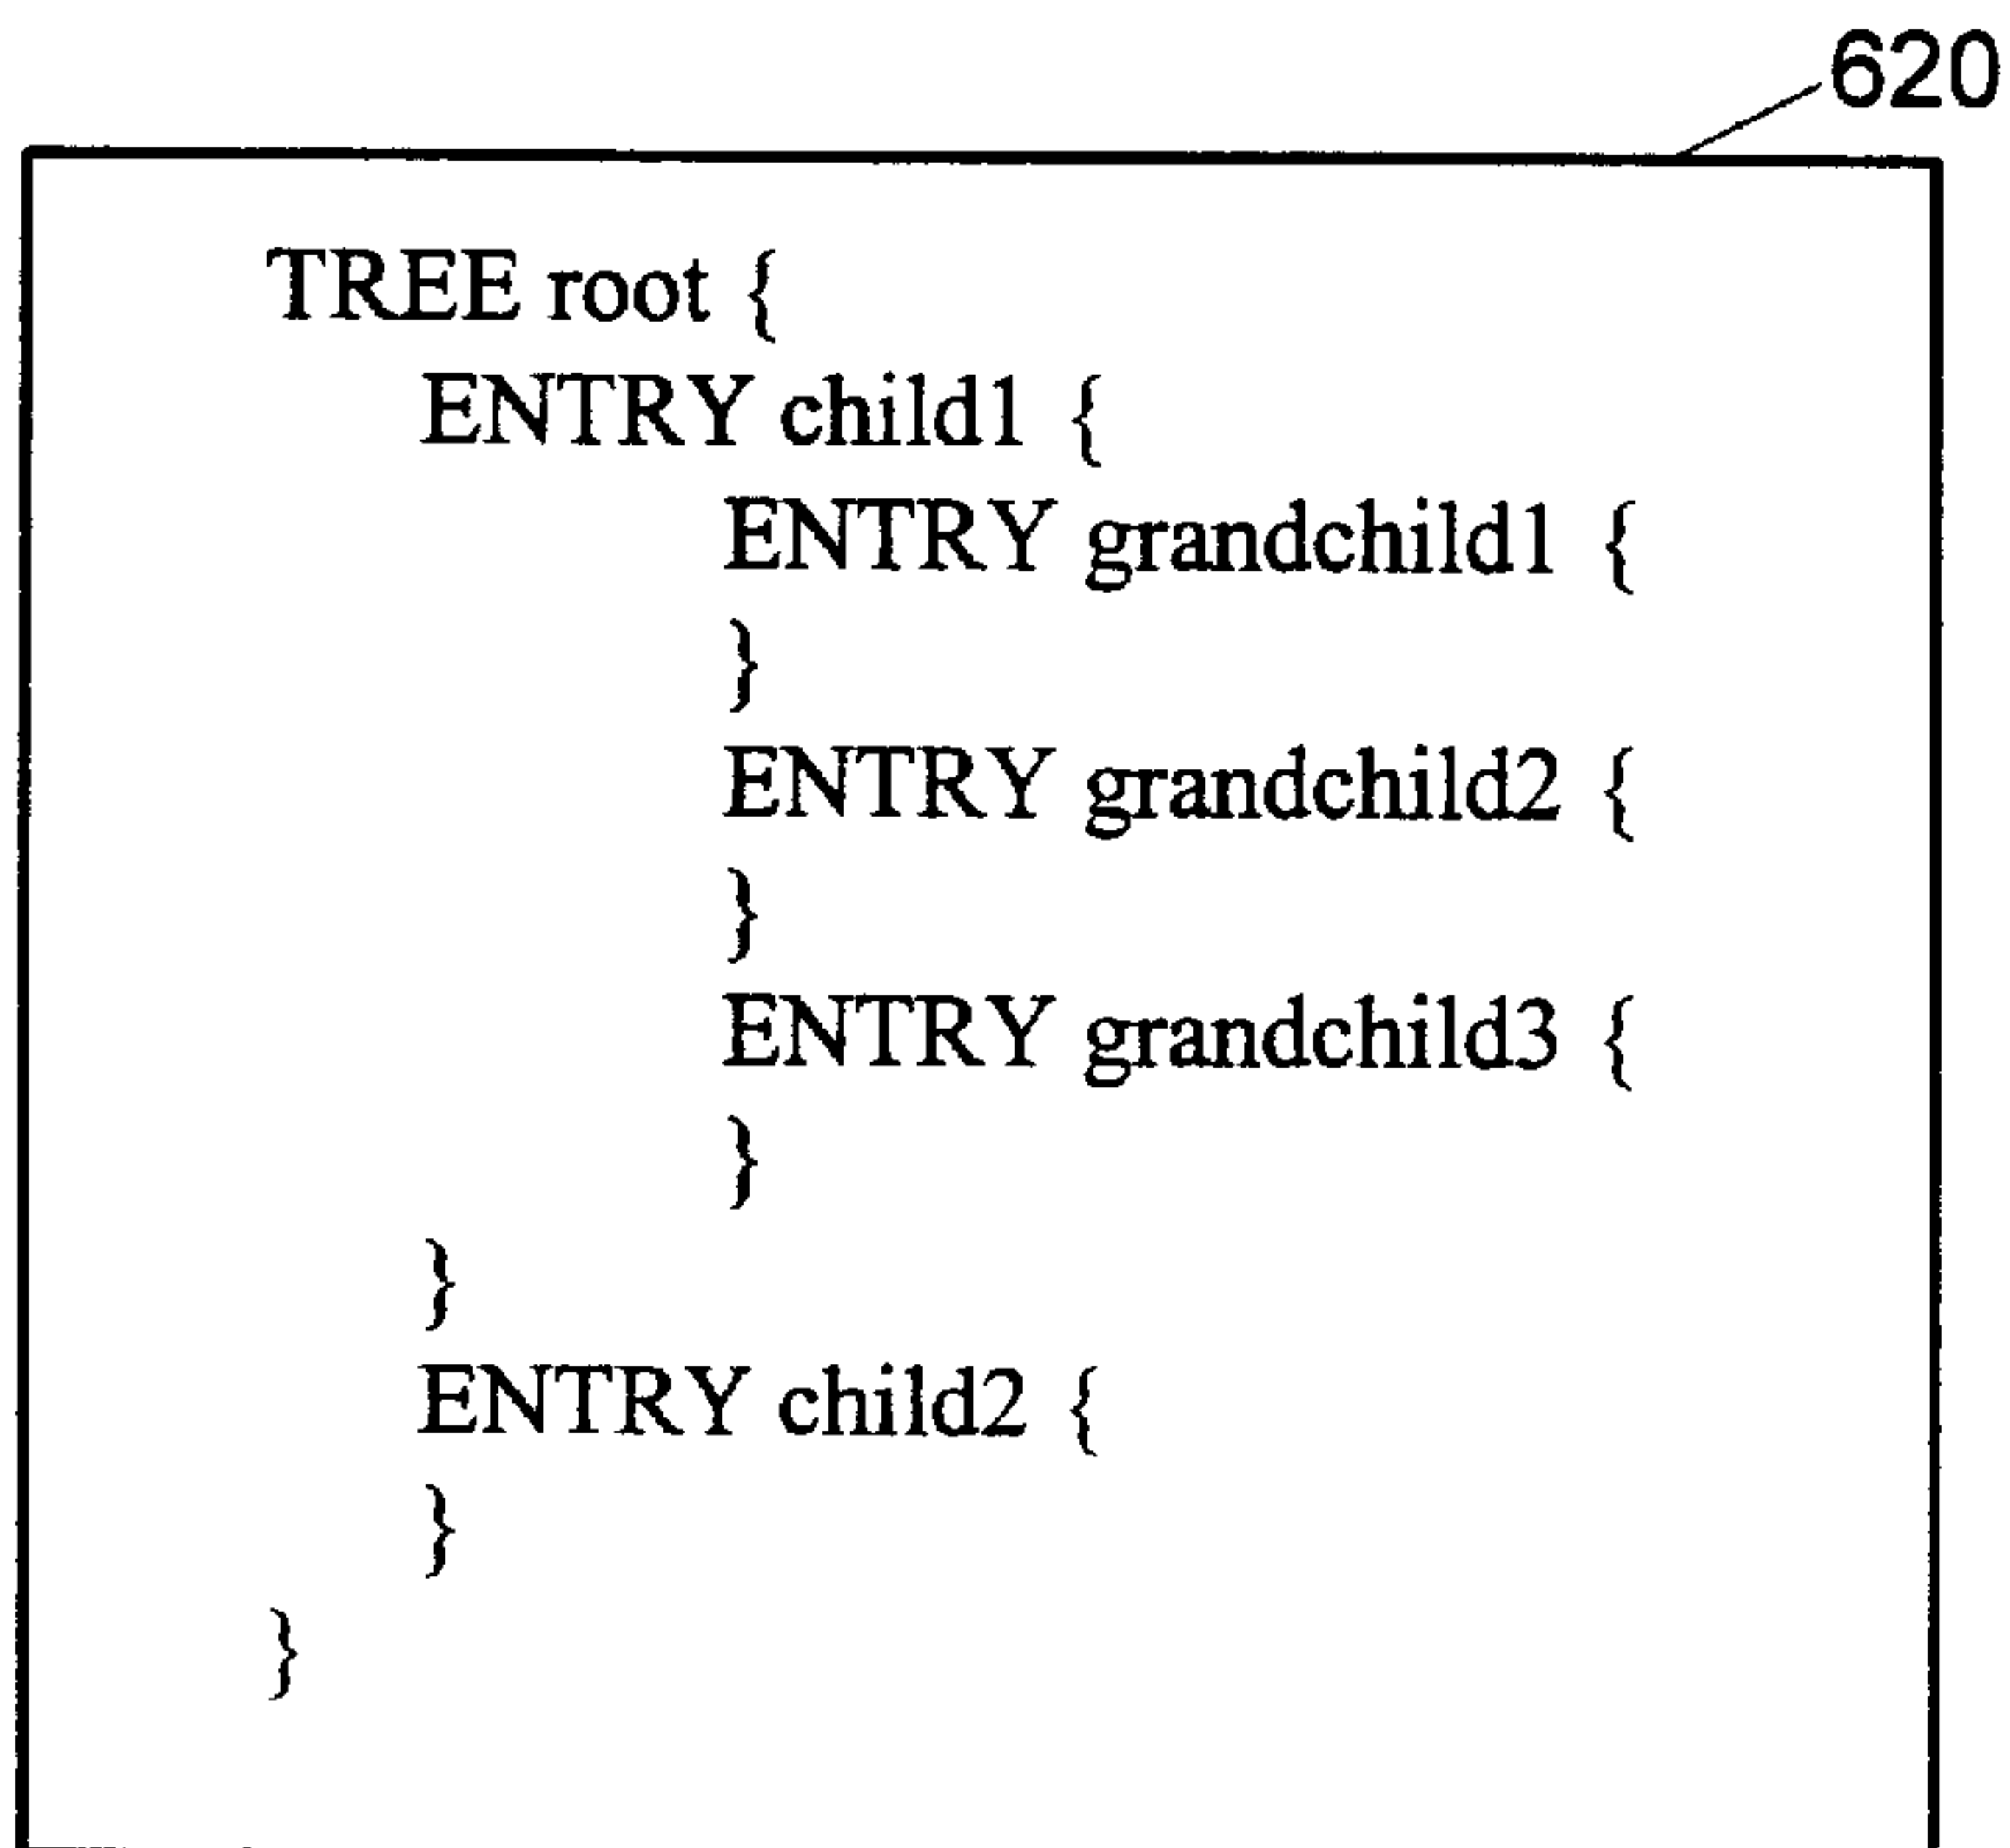 620
TREE root {
ENTRY child1 {
ENTRY grandchild1 {
}
ENTRY grandchild2 {
}
ENTRY grandchild3 {
}
}
ENTRY child2 {
}
}